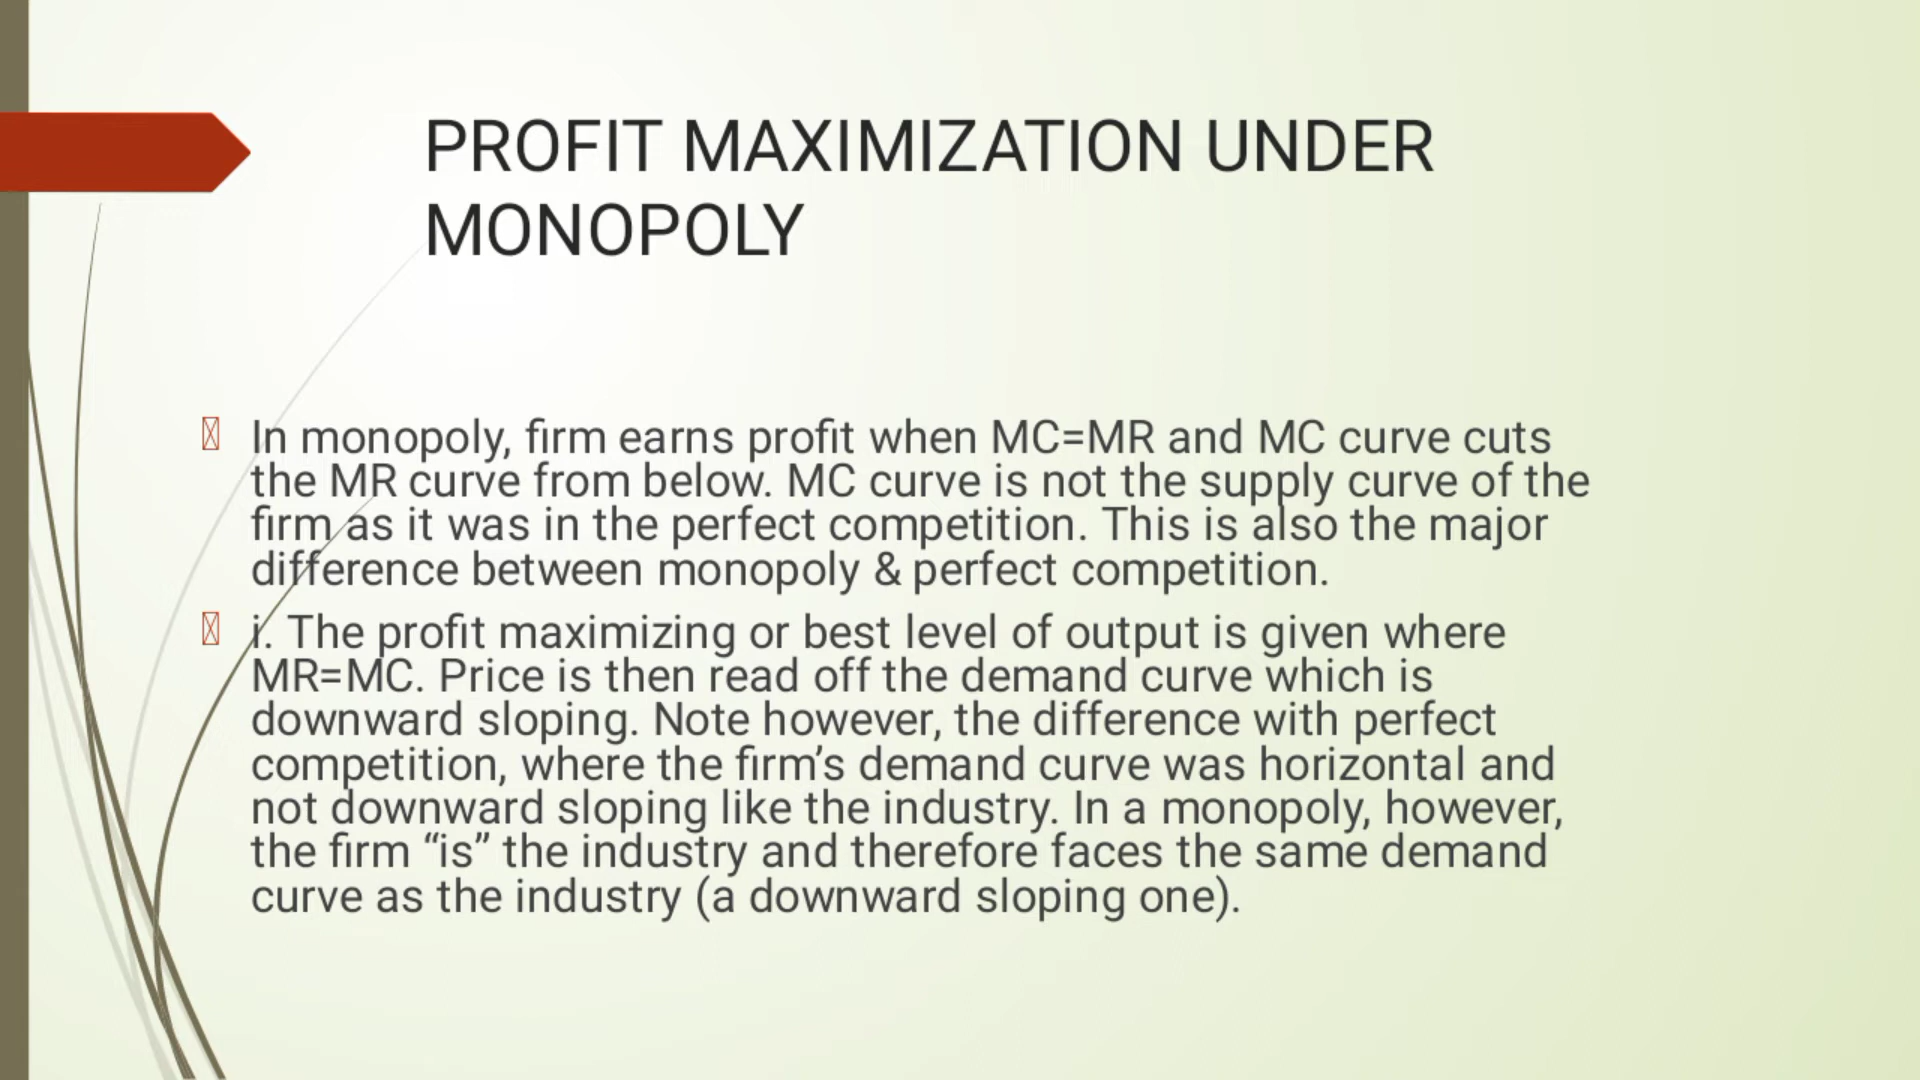 PROFIT MAXIMIZATION UNDER
MONOPOLY
In monopoly, firm earns profit when MC=MR and MC curve cuts
the MR curve from below. MC curve is not the supply curve of the
firm as it was in the perfect competition. This is also the major
difference between monopoly & perfect competition.
i. The profit maximizing or best level of output is given where
MR=MC. Price is then read off the demand curve which is
downward sloping. Note however, the difference with perfect
competition, where the firm’s demand curve was horizontal and
not downward sloping like the industry. In a monopoly, however,
the firm “is” the industry and therefore faces the same demand
curve as the industry (a downward sloping one).